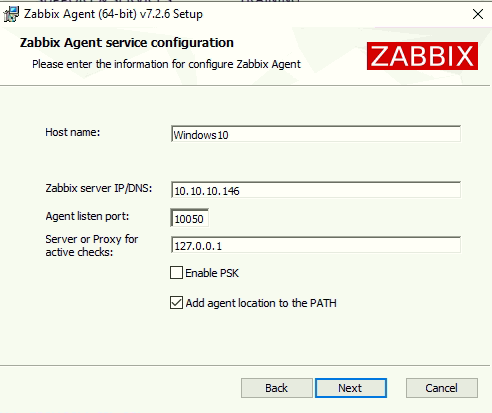 Zabbix Agent (64-bit) v7.2.6 Setup
Zabbix Agent service configuration
Please enter the information for configure Zabbix Agent
ZABBIX
Host name:
Windows10
Zabbix server IP/DNS:
10.10.10.146
Agent listen port:
10050
Server or Proxy for
active checks:
127.0.0.1
Enable PSK
Add agent location to the PATH
Back
Next
Cancel